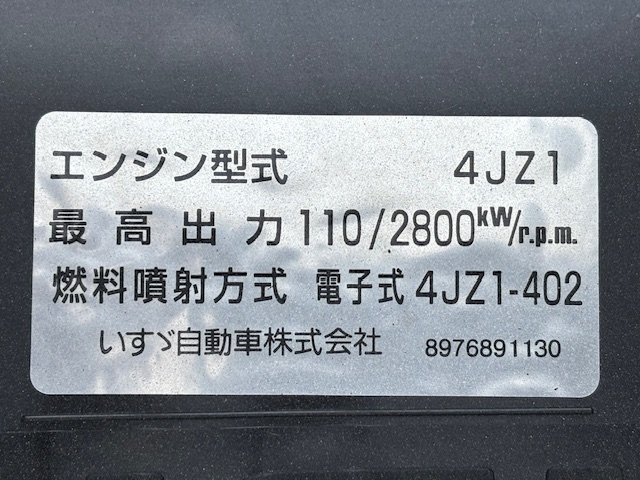 エンジン型式 4JZ1
最高出力 110/2800kW/r.p.m.
燃料噴射方式 電子式 4JZ1-402
いすゞ自動車株式会社 8976891130